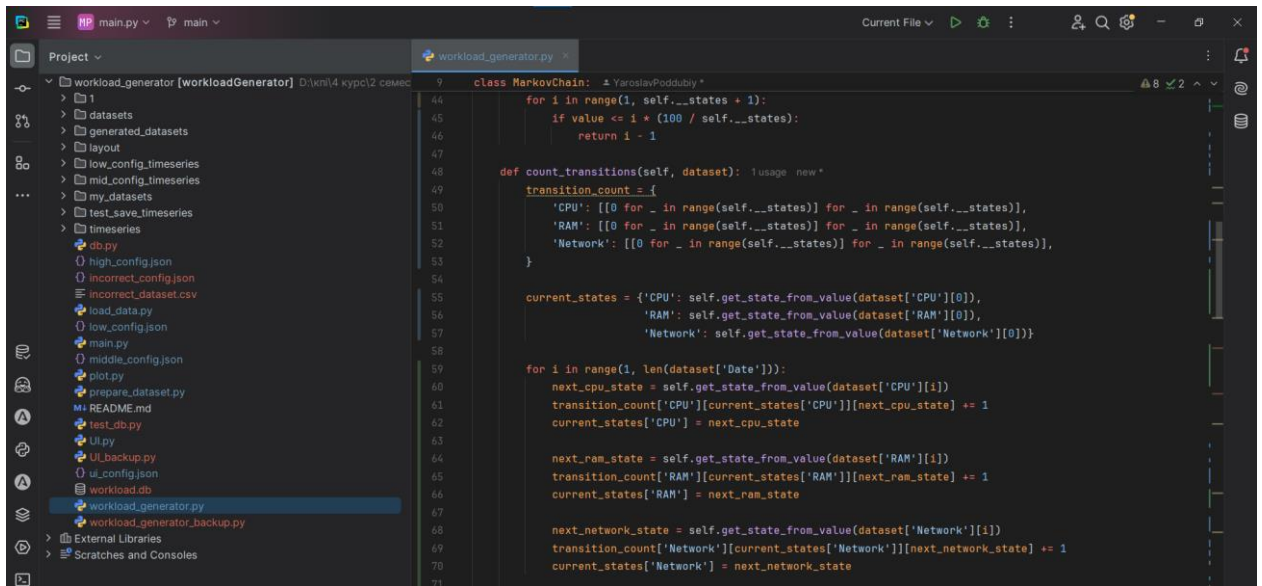 MP main.py main Current File
Project
workload_generator.py
workload_generator [workloadGenerator] D:\кпі\4 курс\2 семес
1
datasets
generated_datasets
layout
low_config_timeseries
mid_config_timeseries
my_datasets
test_save_timeseries
timeseries
db.py
high_config.json
incorrect_config.json
incorrect_dataset.csv
load_data.py
low_config.json
main.py
middle_config.json
plot.py
prepare_dataset.py
M↓ README.md
test_db.py
UI.py
UI_backup.py
ui_config.json
workload.db
workload_generator.py
workload_generator_backup.py
External Libraries
Scratches and Consoles
9 class MarkovChain: YaroslavPoddubiy * 8 2
44 for i in range(1, self.__states + 1):
45 if value <= i * (100 / self.__states):
46 return i - 1
47
48 def count_transitions(self, dataset): 1 usage new *
49 transition_count = {
50 'CPU': [[0 for _ in range(self.__states)] for _ in range(self.__states)],
51 'RAM': [[0 for _ in range(self.__states)] for _ in range(self.__states)],
52 'Network': [[0 for _ in range(self.__states)] for _ in range(self.__states)],
53 }
54
55 current_states = {'CPU': self.get_state_from_value(dataset['CPU'][0]),
56 'RAM': self.get_state_from_value(dataset['RAM'][0]),
57 'Network': self.get_state_from_value(dataset['Network'][0])}
58
59 for i in range(1, len(dataset['Date'])):
60 next_cpu_state = self.get_state_from_value(dataset['CPU'][i])
61 transition_count['CPU'][current_states['CPU']][next_cpu_state] += 1
62 current_states['CPU'] = next_cpu_state
63
64 next_ram_state = self.get_state_from_value(dataset['RAM'][i])
65 transition_count['RAM'][current_states['RAM']][next_ram_state] += 1
66 current_states['RAM'] = next_ram_state
67
68 next_network_state = self.get_state_from_value(dataset['Network'][i])
69 transition_count['Network'][current_states['Network']][next_network_state] += 1
70 current_states['Network'] = next_network_state
71